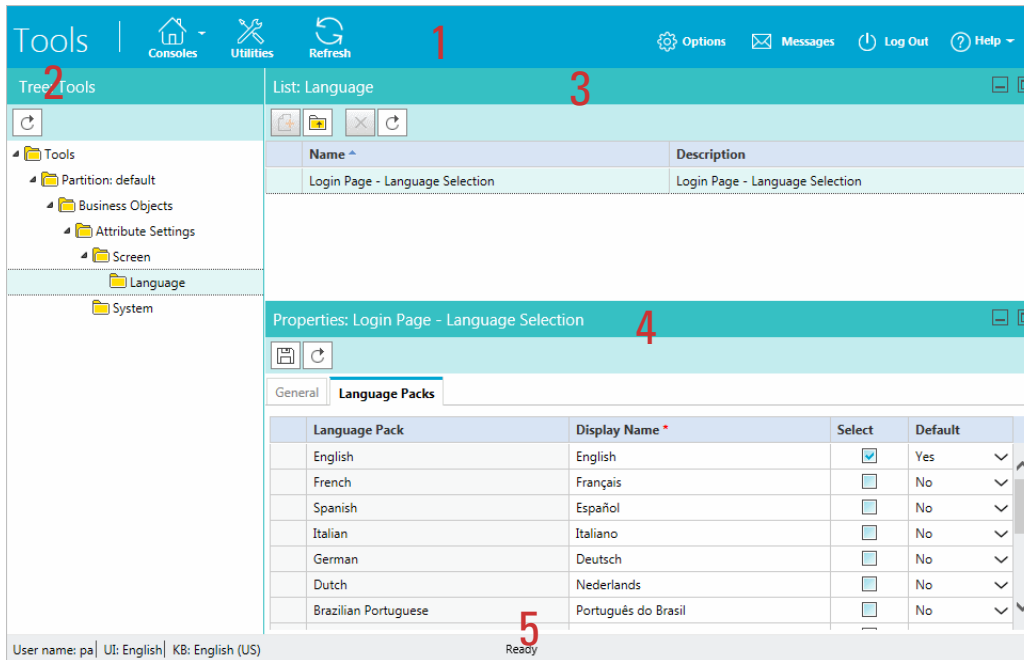 Tools
Consoles
Utilities
Refresh
1
Options
Messages
Log Out
Help
2
Tree: Tools
Tools
Partition: default
Business Objects
Attribute Settings
Screen
Language
System
List: Language
3
Name Description
Login Page - Language Selection Login Page - Language Selection
Properties: Login Page - Language Selection
4
General Language Packs
Language Pack Display Name * Select Default
English English Yes
French Français No
Spanish Español No
Italian Italiano No
German Deutsch No
Dutch Nederlands No
Brazilian Portuguese Português do Brasil No
5
User name: pa UI: English KB: English (US) Ready